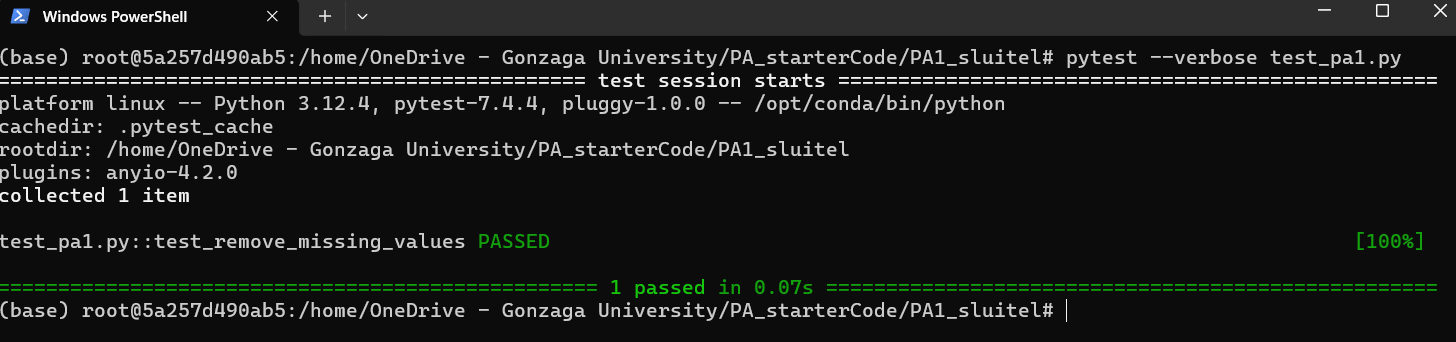 Windows PowerShell
(base) root@5a257d490ab5:/home/OneDrive - Gonzaga University/PA_starterCode/PA1_sluitel# pytest --verbose test_pa1.py
================================================= test session starts ==================================================
platform linux -- Python 3.12.4, pytest-7.4.4, pluggy-1.0.0 -- /opt/conda/bin/python
cachedir: .pytest_cache
rootdir: /home/OneDrive - Gonzaga University/PA_starterCode/PA1_sluitel
plugins: anyio-4.2.0
collected 1 item
test_pa1.py::test_remove_missing_values PASSED [100%]
================================================== 1 passed in 0.07s ===================================================
(base) root@5a257d490ab5:/home/OneDrive - Gonzaga University/PA_starterCode/PA1_sluitel#